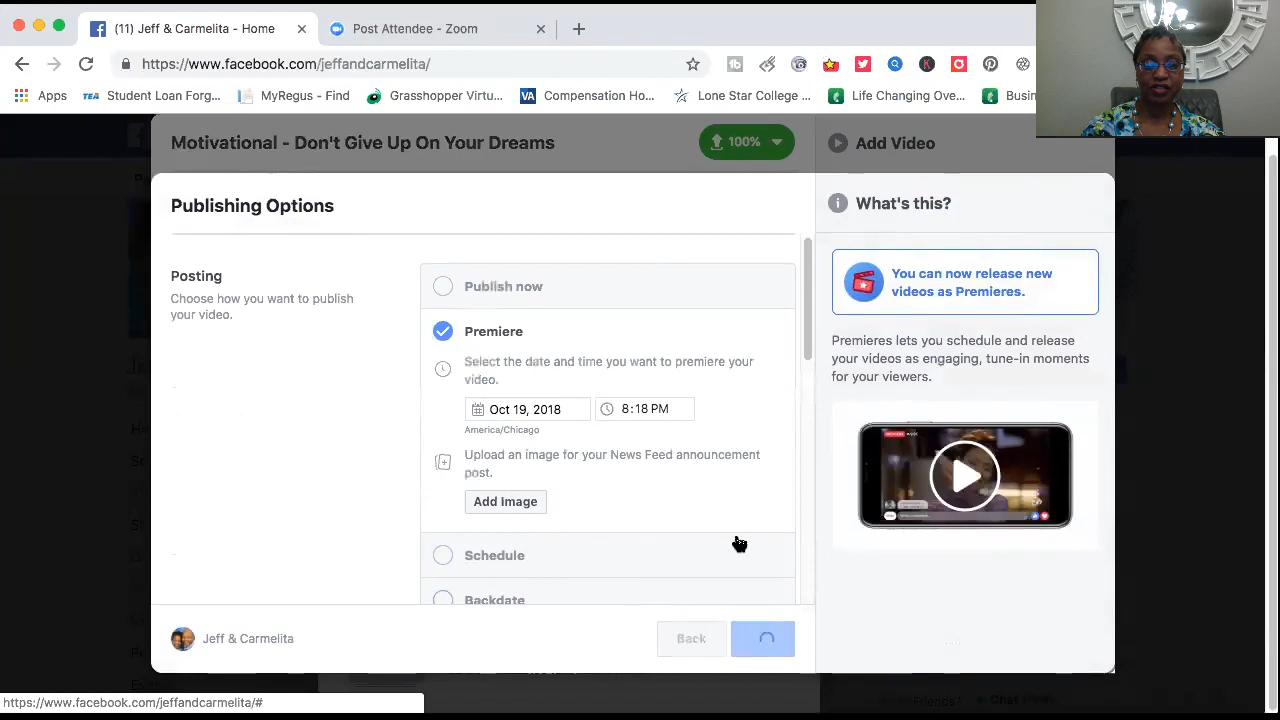 (11) Jeff & Carmelita - Home
Post Attendee - Zoom
https://www.facebook.com/jeffandcarmelita/
Apps
TEA Student Loan Forg...
MyRegus - Find
Grasshopper Virtu...
VA Compensation Ho...
Lone Star College ...
Life Changing Ove...
Busin
Motivational - Don't Give Up On Your Dreams
100%
Add Video
Publishing Options
What's this?
Posting
Choose how you want to publish
your video.
Publish now
Premiere
Select the date and time you want to premiere your
video.
Oct 19, 2018
8:18 PM
America/Chicago
Upload an image for your News Feed announcement
post.
Add Image
Schedule
Backdate
You can now release new
videos as Premieres.
Premieres lets you schedule and release
your videos as engaging, tune-in moments
for your viewers.
Jeff & Carmelita
Back
https://www.facebook.com/jeffandcarmelita/#